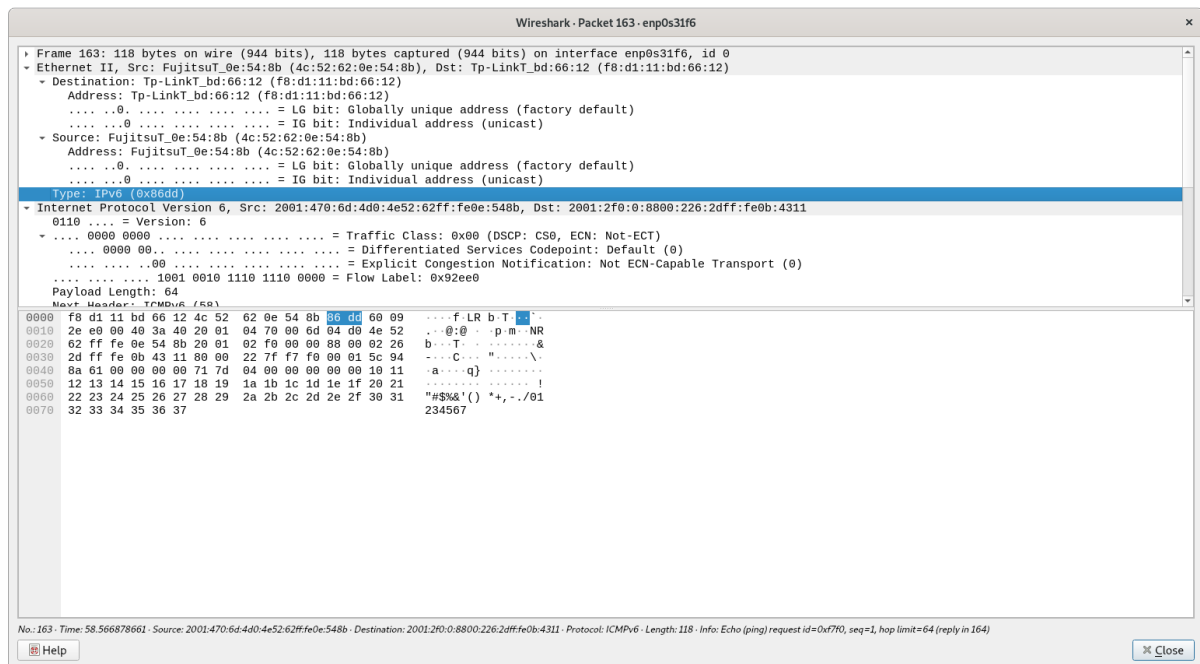 Wireshark · Packet 163 · enp0s31f6
Frame 163: 118 bytes on wire (944 bits), 118 bytes captured (944 bits) on interface enp0s31f6, id 0
Ethernet II, Src: FujitsuT_0e:54:8b (4c:52:62:0e:54:8b), Dst: Tp-LinkT_bd:66:12 (f8:d1:11:bd:66:12)
Destination: Tp-LinkT_bd:66:12 (f8:d1:11:bd:66:12)
Address: Tp-LinkT_bd:66:12 (f8:d1:11:bd:66:12)
.... ..0. .... .... .... .... = LG bit: Globally unique address (factory default)
.... ...0 .... .... .... .... = IG bit: Individual address (unicast)
Source: FujitsuT_0e:54:8b (4c:52:62:0e:54:8b)
Address: FujitsuT_0e:54:8b (4c:52:62:0e:54:8b)
.... ..0. .... .... .... .... = LG bit: Globally unique address (factory default)
.... ...0 .... .... .... .... = IG bit: Individual address (unicast)
Type: IPv6 (0x86dd)
Internet Protocol Version 6, Src: 2001:470:6d:4d0:4e52:62ff:fe0e:548b, Dst: 2001:2f0:0:8800:226:2dff:fe0b:4311
0110 .... = Version: 6
.... 0000 0000 .... .... .... .... .... = Traffic Class: 0x00 (DSCP: CS0, ECN: Not-ECT)
.... 0000 00.. .... .... .... .... .... = Differentiated Services Codepoint: Default (0)
.... .... ..00 .... .... .... .... .... = Explicit Congestion Notification: Not ECN-Capable Transport (0)
.... .... .... 1001 0010 1110 1110 0000 = Flow Label: 0x92ee0
Payload Length: 64
Next Header: ICMPv6 (58)
0000 f8 d1 11 bd 66 12 4c 52 62 0e 54 8b 86 dd 60 09 ····f·LR b·T···`·
0010 2e e0 00 40 3a 40 20 01 04 70 00 6d 04 d0 4e 52 .··@:@ · ·p·m··NR
0020 62 ff fe 0e 54 8b 20 01 02 f0 00 00 88 00 02 26 b···T· · ·······&
0030 2d ff fe 0b 43 11 80 00 22 7f f7 f0 00 01 5c 94 -···C··· "·····\·
0040 8a 61 00 00 00 00 71 7d 04 00 00 00 00 00 10 11 ·a····q} ········
0050 12 13 14 15 16 17 18 19 1a 1b 1c 1d 1e 1f 20 21 ········ ······ !
0060 22 23 24 25 26 27 28 29 2a 2b 2c 2d 2e 2f 30 31 "#$%&'() *+,-./01
0070 32 33 34 35 36 37 234567
No.: 163 · Time: 58.566878661 · Source: 2001:470:6d:4d0:4e52:62ff:fe0e:548b · Destination: 2001:2f0:0:8800:226:2dff:fe0b:4311 · Protocol: ICMPv6 · Length: 118 · Info: Echo (ping) request id=0xf7f0, seq=1, hop limit=64 (reply in 164)
Help
Close